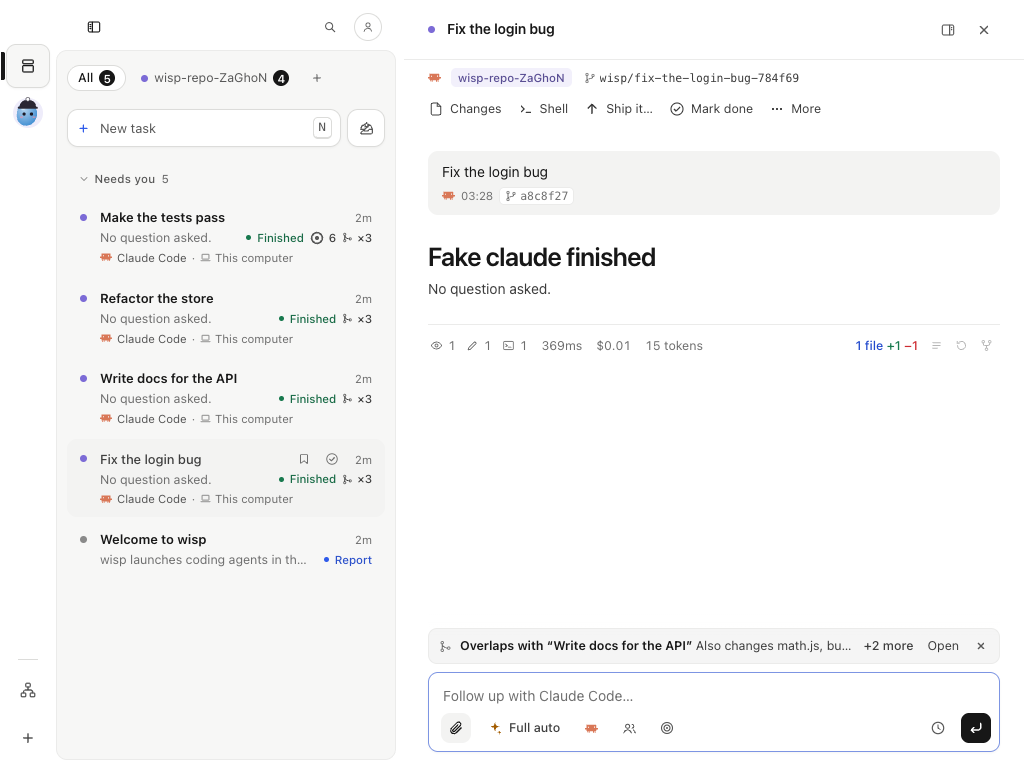 All 5
wisp-repo-ZaGhoN 4
New task N
Needs you 5
Make the tests pass 2m
No question asked. Finished 6 ×3
Claude Code · This computer
Refactor the store 2m
No question asked. Finished ×3
Claude Code · This computer
Write docs for the API 2m
No question asked. Finished ×3
Claude Code · This computer
Fix the login bug 2m
No question asked. Finished ×3
Claude Code · This computer
Welcome to wisp 2m
wisp launches coding agents in th... Report
Fix the login bug
wisp-repo-ZaGhoN wisp/fix-the-login-bug-784f69
Changes Shell Ship it... Mark done More
Fix the login bug
03:28 a8c8f27
Fake claude finished
No question asked.
1 1 1 369ms $0.01 15 tokens 1 file +1 −1
Overlaps with “Write docs for the API” Also changes math.js, bu... +2 more Open
Follow up with Claude Code...
Full auto